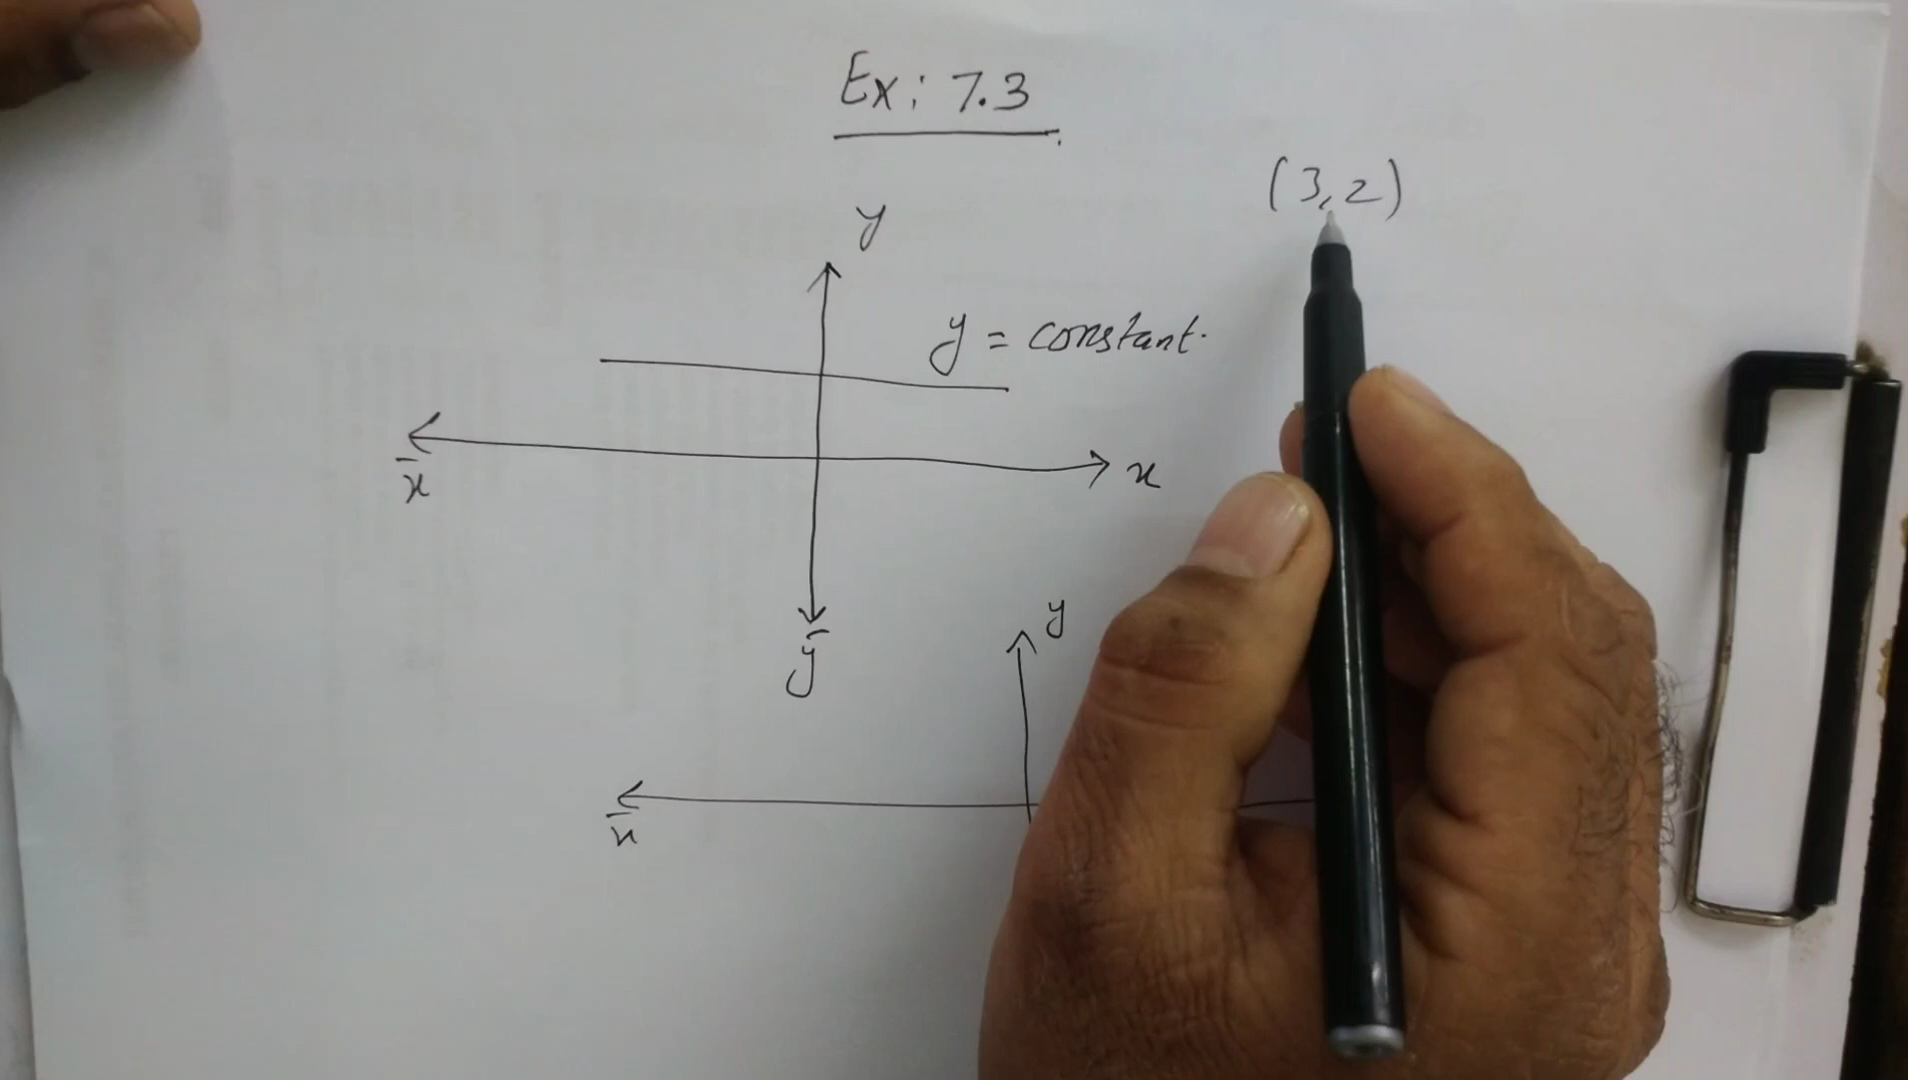 Ex: 7.3
(3,2)
y
y = constant.
x̄
x
ȳ
y
x̄